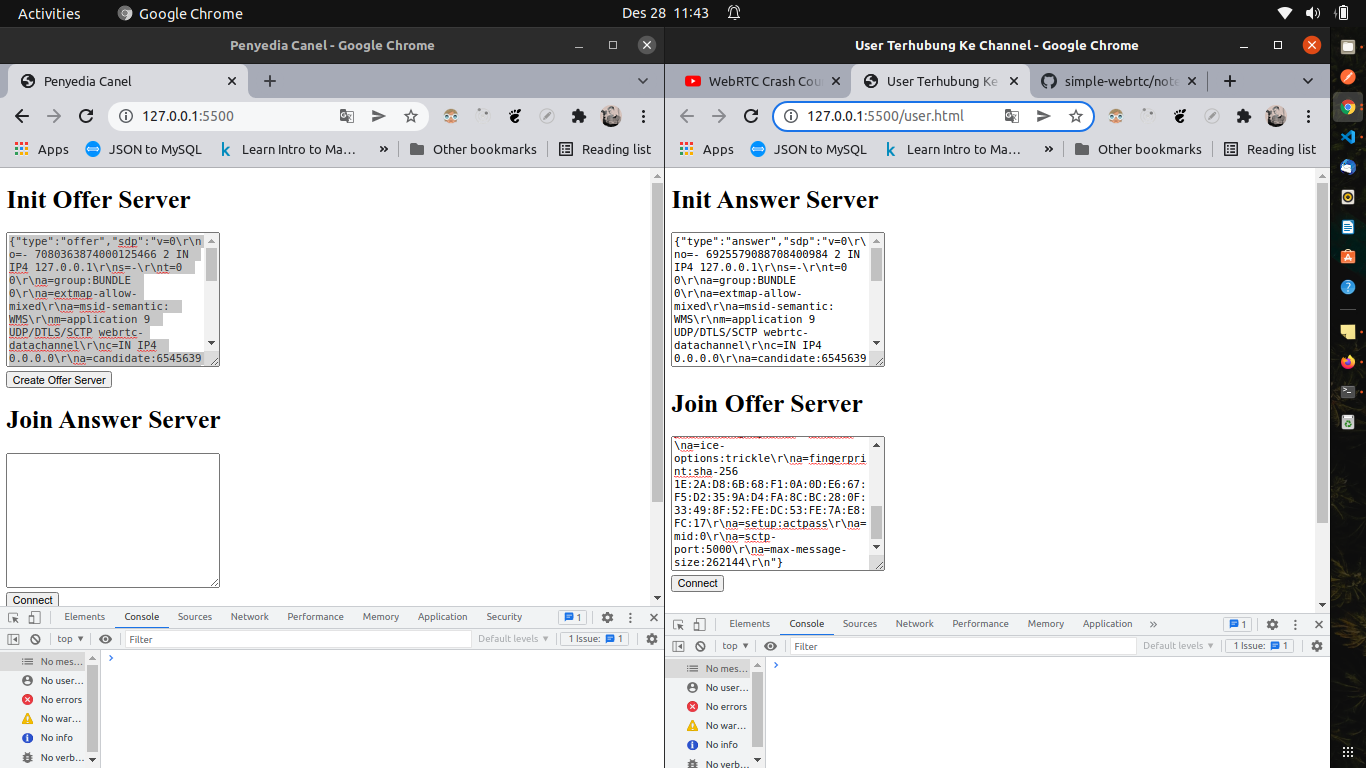 Activities
Google Chrome
Des 28 11:43
Penyedia Canel - Google Chrome
Penyedia Canel
127.0.0.1:5500
Apps
JSON to MySQL
Learn Intro to Ma…
»
Other bookmarks
Reading list
Init Offer Server
{"type":"offer","sdp":"v=0\r\n
o=- 7080363874000125466 2 IN
IP4 127.0.0.1\r\ns=-\r\nt=0
0\r\na=group:BUNDLE
0\r\na=extmap-allow-
mixed\r\na=msid-semantic:
WMS\r\nm=application 9
UDP/DTLS/SCTP webrtc-
datachannel\r\nc=IN IP4
0.0.0.0\r\na=candidate:6545639
Create Offer Server
Join Answer Server
Connect
Elements
Console
Sources
Network
Performance
Memory
Application
Security
1
top
Filter
Default levels
1 Issue: 1
No mes…
No user…
No errors
No war…
No info
No verb…
User Terhubung Ke Channel - Google Chrome
WebRTC Crash Cou
User Terhubung Ke
simple-webrtc/note
127.0.0.1:5500/user.html
Apps
JSON to MySQL
Learn Intro to Ma…
»
Other bookmarks
Reading list
Init Answer Server
{"type":"answer","sdp":"v=0\r\
no=- 6925579088708400984 2 IN
IP4 127.0.0.1\r\ns=-\r\nt=0
0\r\na=group:BUNDLE
0\r\na=extmap-allow-
mixed\r\na=msid-semantic:
WMS\r\nm=application 9
UDP/DTLS/SCTP webrtc-
datachannel\r\nc=IN IP4
0.0.0.0\r\na=candidate:6545639
Join Offer Server
\na=ice-
options:trickle\r\na=fingerpri
nt:sha-256
1E:2A:D8:6B:68:F1:0A:0D:E6:67:
F5:D2:35:9A:D4:FA:8C:BC:28:0F:
33:49:8F:52:FE:DC:53:FE:7A:E8:
FC:17\r\na=setup:actpass\r\na=
mid:0\r\na=sctp-
port:5000\r\na=max-message-
size:262144\r\n"}
Connect
Elements
Console
Sources
Network
Performance
Memory
Application
»
1
top
Filter
Default levels
1 Issue: 1
No mes…
No user…
No errors
No war…
No info
No verb…